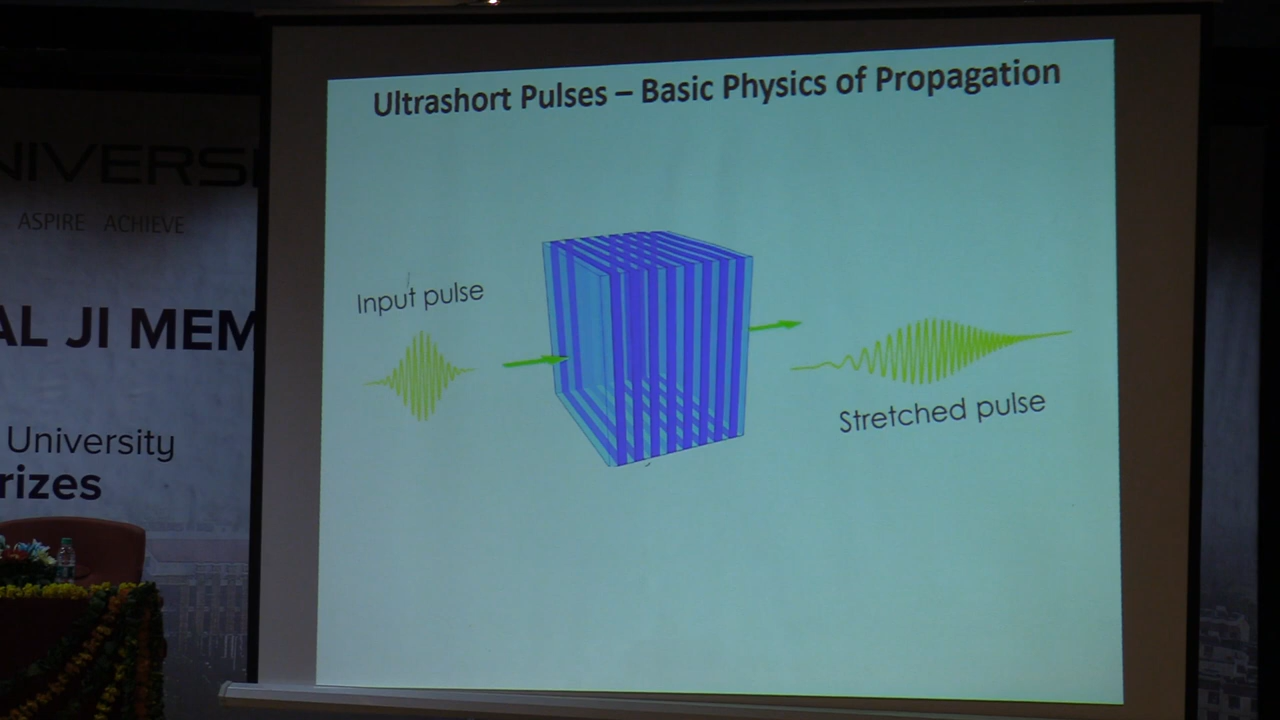 Ultrashort Pulses – Basic Physics of Propagation
Input pulse
Stretched pulse
NIVERSI
ASPIRE ACHIEVE
AL JI MEM
University
rizes